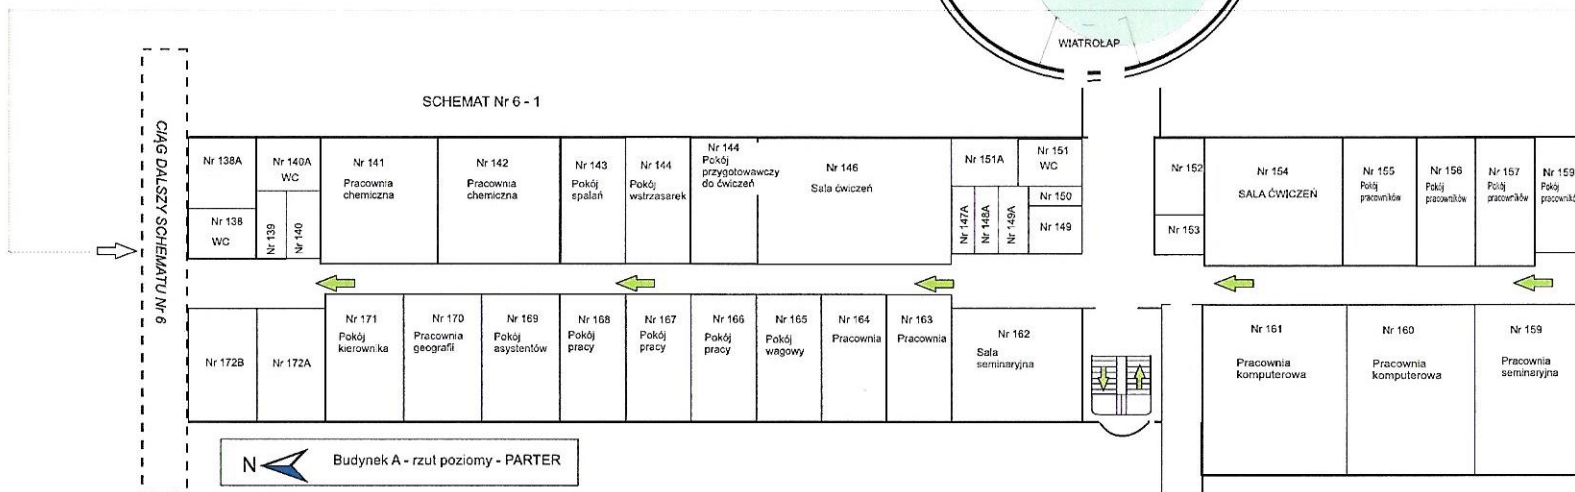 WIATROŁAP
SCHEMAT Nr 6 - 1
CIĄG DALSZY SCHEMATU Nr 6
Nr 138A
Nr 138
WC
Nr 140A
WC
Nr 139
Nr 140
Nr 141
Pracownia
chemiczna
Nr 142
Pracownia
chemiczna
Nr 143
Pokój
spalań
Nr 144
Pokój
wstrzasarek
Nr 144
Pokój
przygotowawczy
do ćwiczeń
Nr 146
Sala ćwiczeń
Nr 151A
Nr 151
WC
Nr 147A
Nr 148A
Nr 149A
Nr 150
Nr 149
Nr 152
Nr 153
Nr 154
SALA ĆWICZEŃ
Nr 155
Pokój
pracowników
Nr 156
Pokój
pracowników
Nr 157
Pokój
pracowników
Nr 159
Pokój
Nr 172B
Nr 172A
Nr 171
Pokój
kierownika
Nr 170
Pracownia
geografii
Nr 169
Pokój
asystentów
Nr 168
Pokój
pracy
Nr 167
Pokój
pracy
Nr 166
Pokój
pracy
Nr 165
Pokój
wagowy
Nr 164
Pracownia
Nr 163
Pracownia
Nr 162
Sala
seminaryjna
Nr 161
Pracownia
komputerowa
Nr 160
Pracownia
komputerowa
Nr 159
Pracownia
seminaryjna
N
Budynek A - rzut poziomy - PARTER